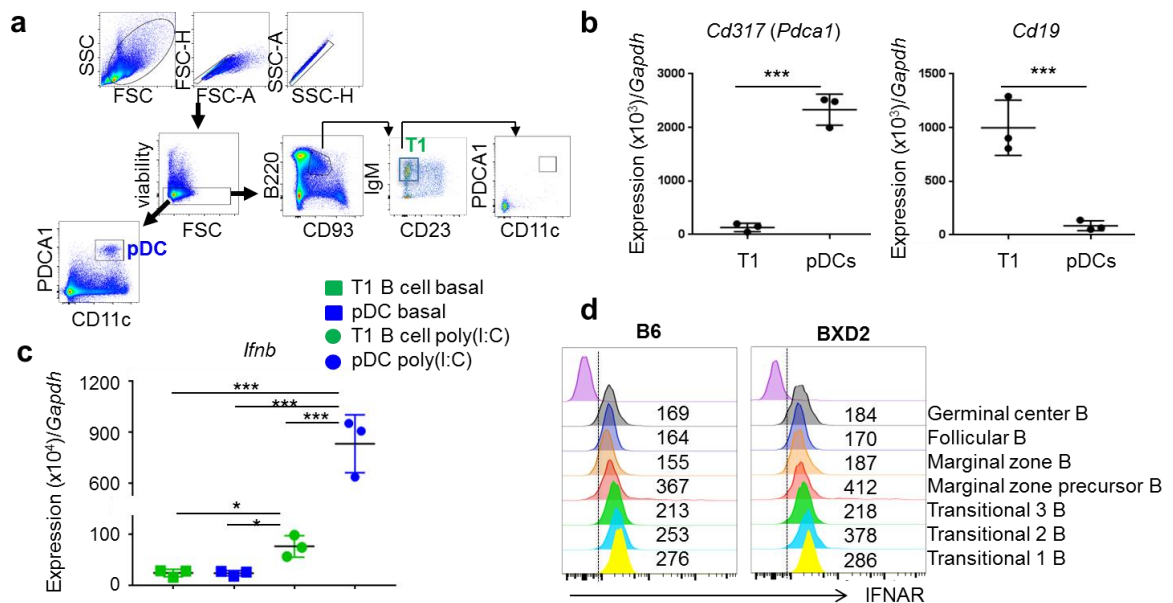 a
SSC
FSC
FSC-H
FSC-A
SSC-A
SSC-H
viability
FSC
B220
CD93
IgM
T1
CD23
PDCA1
CD11c
PDCA1
pDC
CD11c
b
Cd317 (Pdca1)
Expression (x10³)/Gapdh
3000
2000
1000
0
***
T1 pDCs
Cd19
Expression (x10³)/Gapdh
1500
1000
500
0
***
T1 pDCs
T1 B cell basal
pDC basal
T1 B cell poly(I:C)
pDC poly(I:C)
c
Ifnb
Expression (x10⁴)/Gapdh
1200
900
600
100
0
***
***
***
*
*
d
B6 BXD2
169 184 Germinal center B
164 170 Follicular B
155 187 Marginal zone B
367 412 Marginal zone precursor B
213 218 Transitional 3 B
253 378 Transitional 2 B
276 286 Transitional 1 B
IFNAR